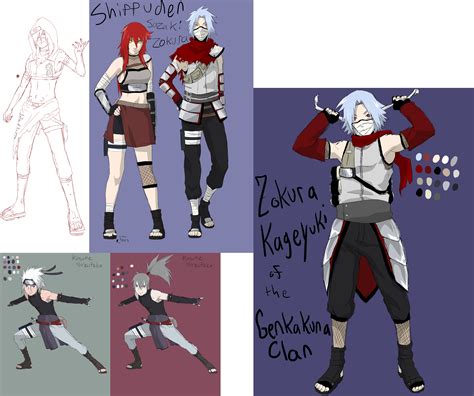 Shippuden
Sazaki
Zokura
Zokura
Kageyuki
of
the
Genkakuna
Clan